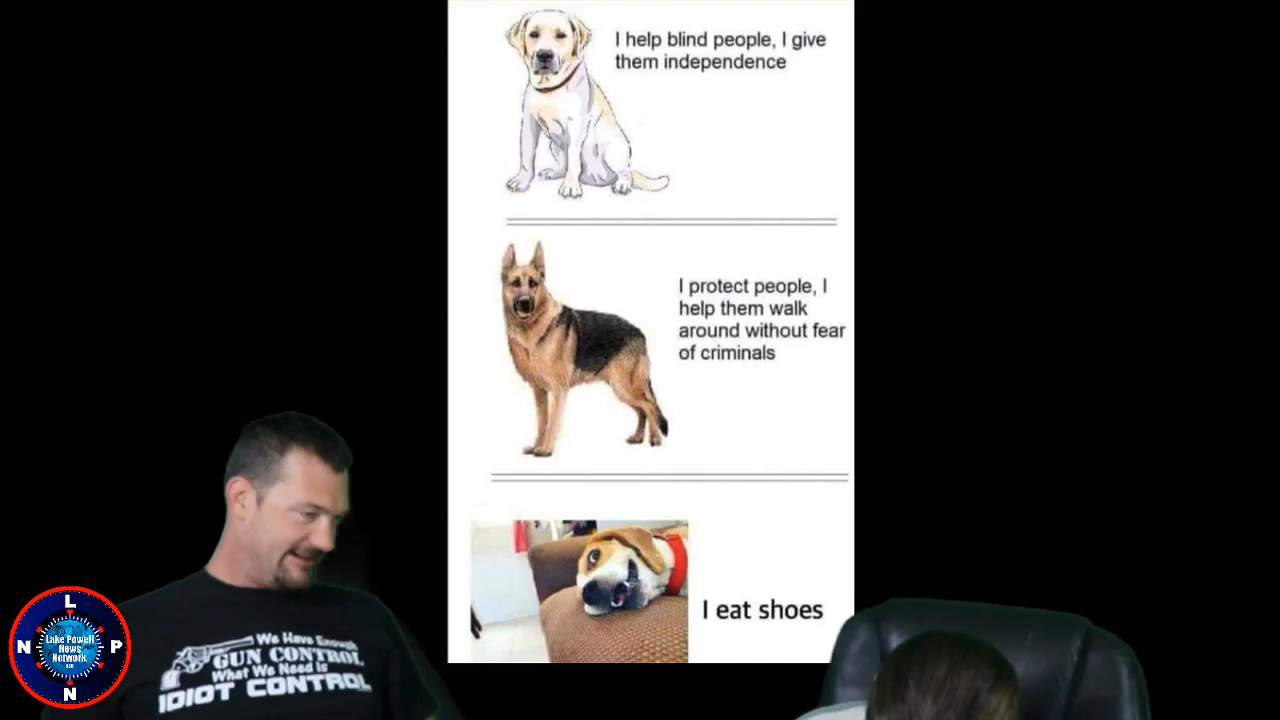 I help blind people, I give
them independence
I protect people, I
help them walk
around without fear
of criminals
I eat shoes
We Have Enough
GUN CONTROL
What We Need Is
IDIOT CONTROL
L
N
P
N
Lake Powell
News
Network